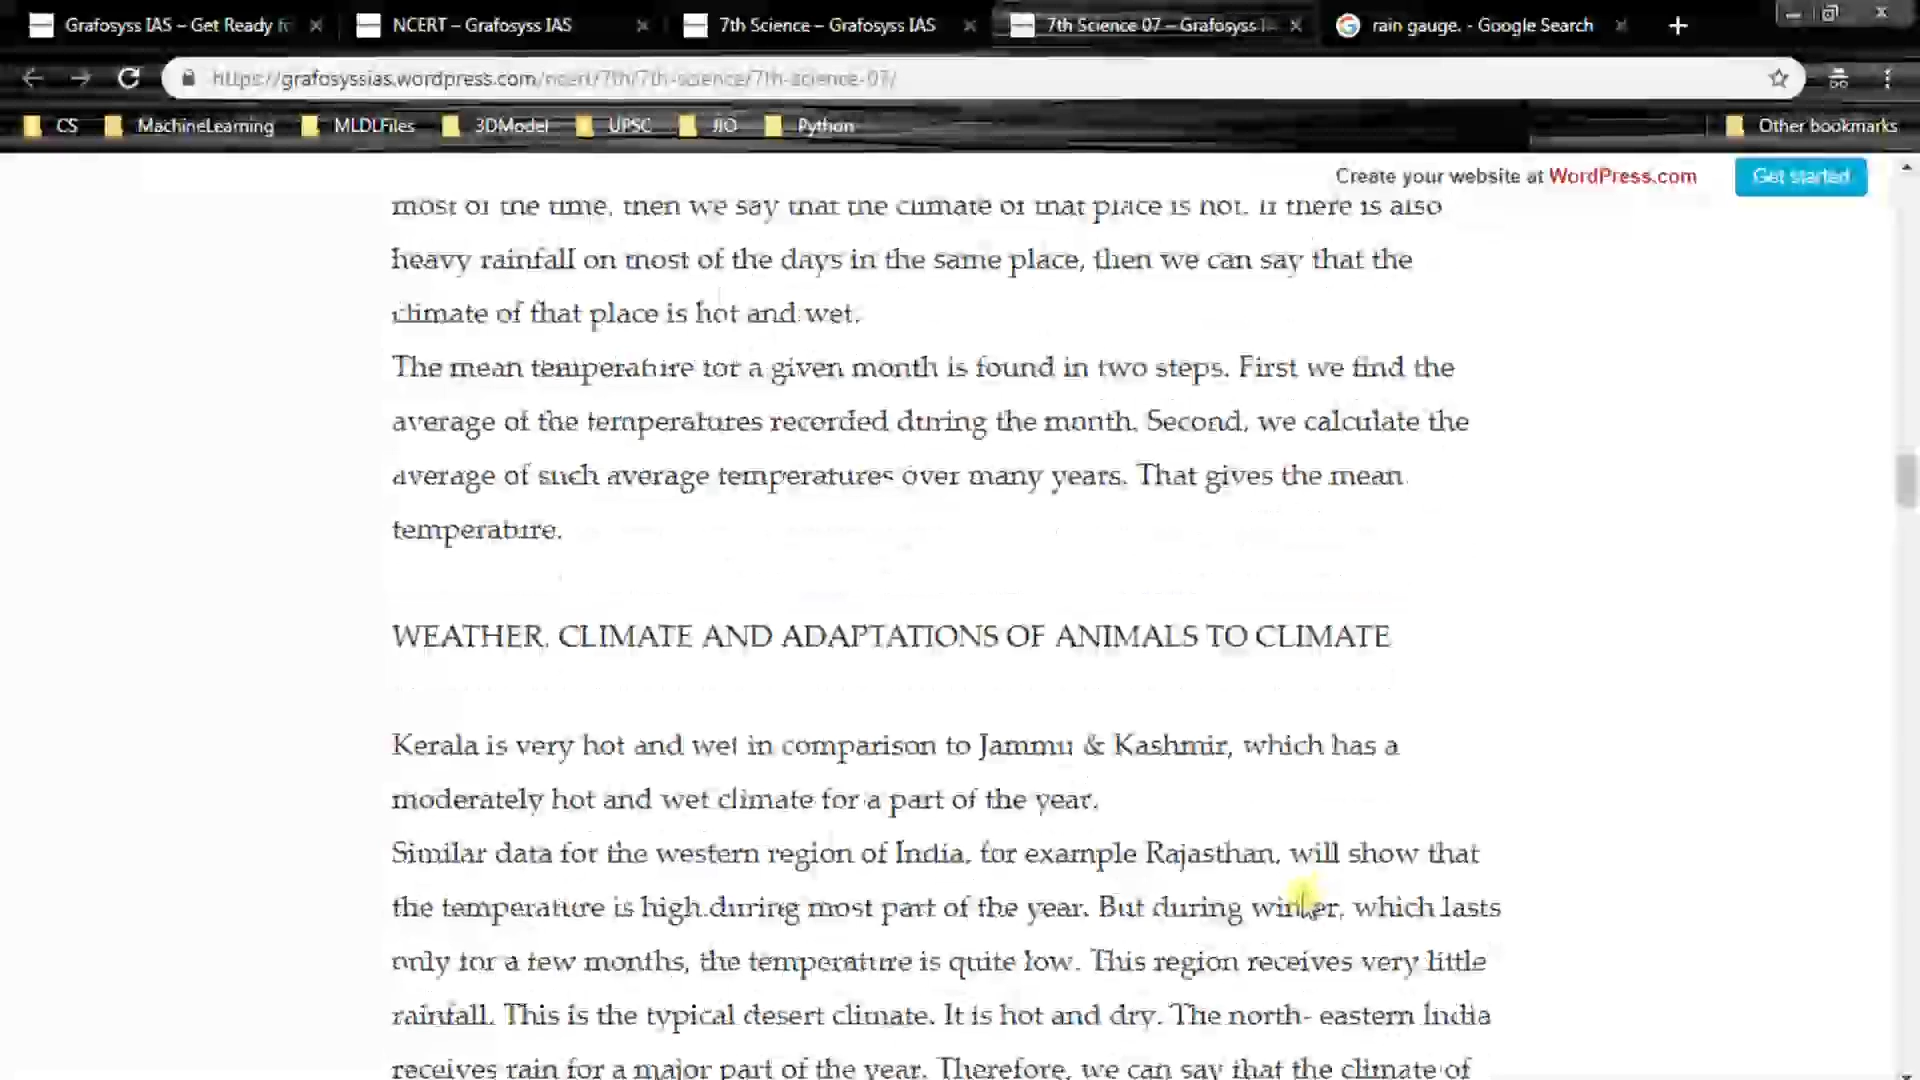 Grafosyss IAS – Get Ready fo
NCERT – Grafosyss IAS
7th Science – Grafosyss IAS
7th Science 07 – Grafosyss I
rain gauge. - Google Search
https://grafosyssias.wordpress.com/ncert/7th/7th-science/7th-science-07/
CS
MachineLearning
MLDLFiles
3DModel
UPSC
JIO
Python
Other bookmarks
Create your website at WordPress.com
Get started
most of the time, then we say that the climate of that place is hot. If there is also
heavy rainfall on most of the days in the same place, then we can say that the
climate of that place is hot and wet.
The mean temperature for a given month is found in two steps. First we find the
average of the temperatures recorded during the month. Second, we calculate the
average of such average temperatures over many years. That gives the mean
temperature.
WEATHER, CLIMATE AND ADAPTATIONS OF ANIMALS TO CLIMATE
Kerala is very hot and wet in comparison to Jammu & Kashmir, which has a
moderately hot and wet climate for a part of the year.
Similar data for the western region of India, for example Rajasthan, will show that
the temperature is high during most part of the year. But during winter, which lasts
only for a few months, the temperature is quite low. This region receives very little
rainfall. This is the typical desert climate. It is hot and dry. The north- eastern India
receives rain for a major part of the year. Therefore, we can say that the climate of